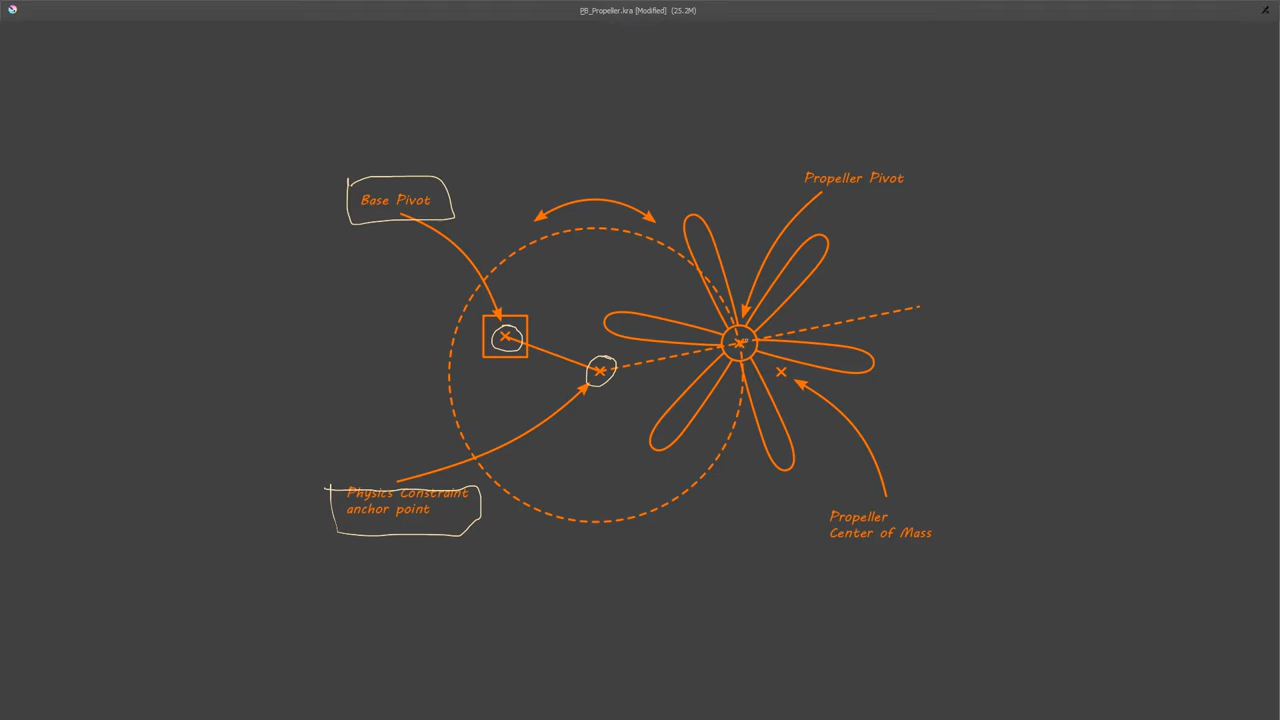 PB_Propeller.kra [Modified] (25.2M)
Propeller Pivot
Base Pivot
Physics Constraint
anchor point
Propeller
Center of Mass